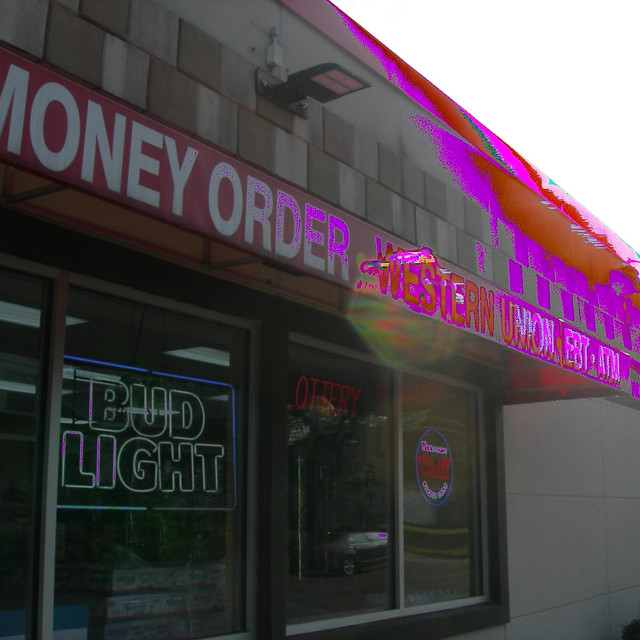 MONEY ORDER WESTERN UNION, EBT - ATM
BUD
LIGHT
LOTTERY